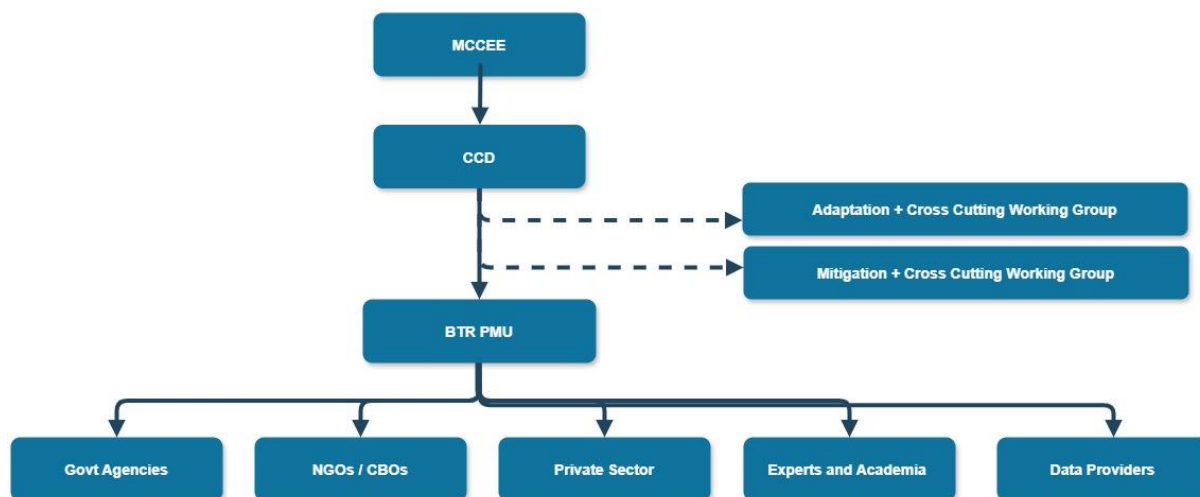 MCCEE
CCD
Adaptation + Cross Cutting Working Group
Mitigation + Cross Cutting Working Group
BTR PMU
Govt Agencies
NGOs / CBOs
Private Sector
Experts and Academia
Data Providers